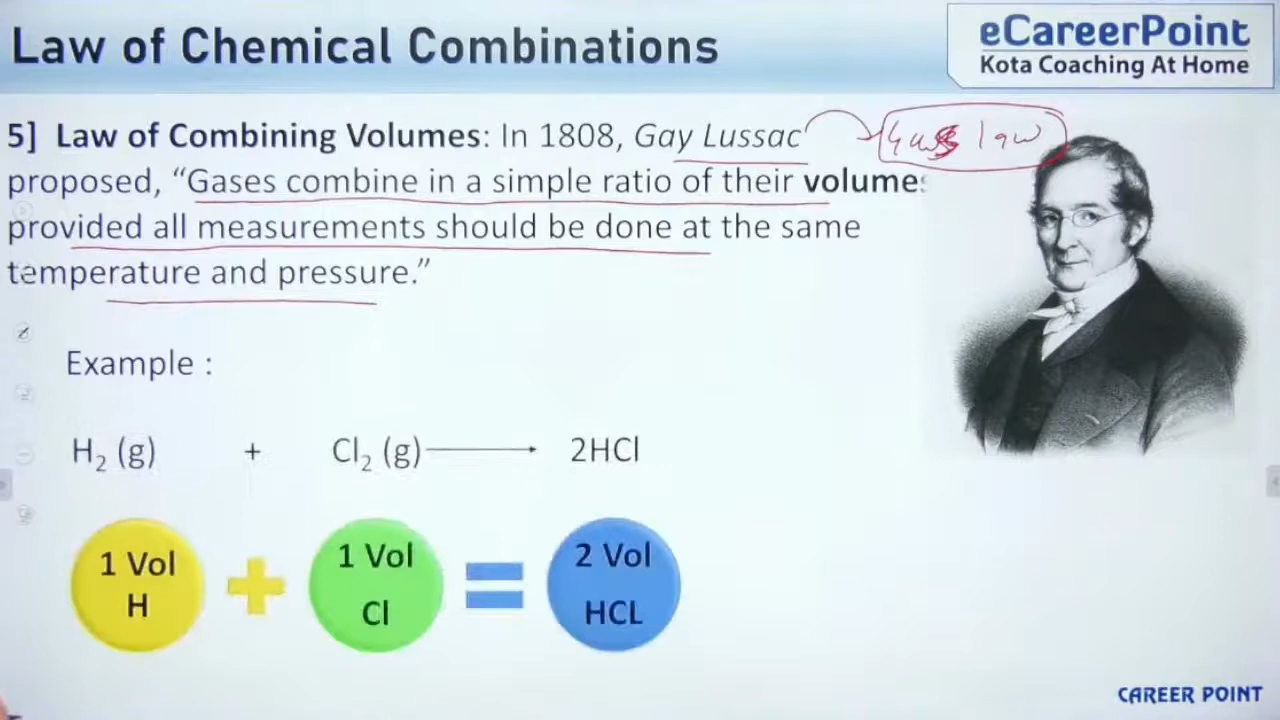 Law of Chemical Combinations
eCareerPoint
Kota Coaching At Home
5] Law of Combining Volumes: In 1808, Gay Lussac
Gas law
proposed, “Gases combine in a simple ratio of their volumes
provided all measurements should be done at the same
temperature and pressure.”
Example :
H₂ (g) + Cl₂ (g) → 2HCl
1 Vol H + 1 Vol Cl = 2 Vol HCL
CAREER POINT